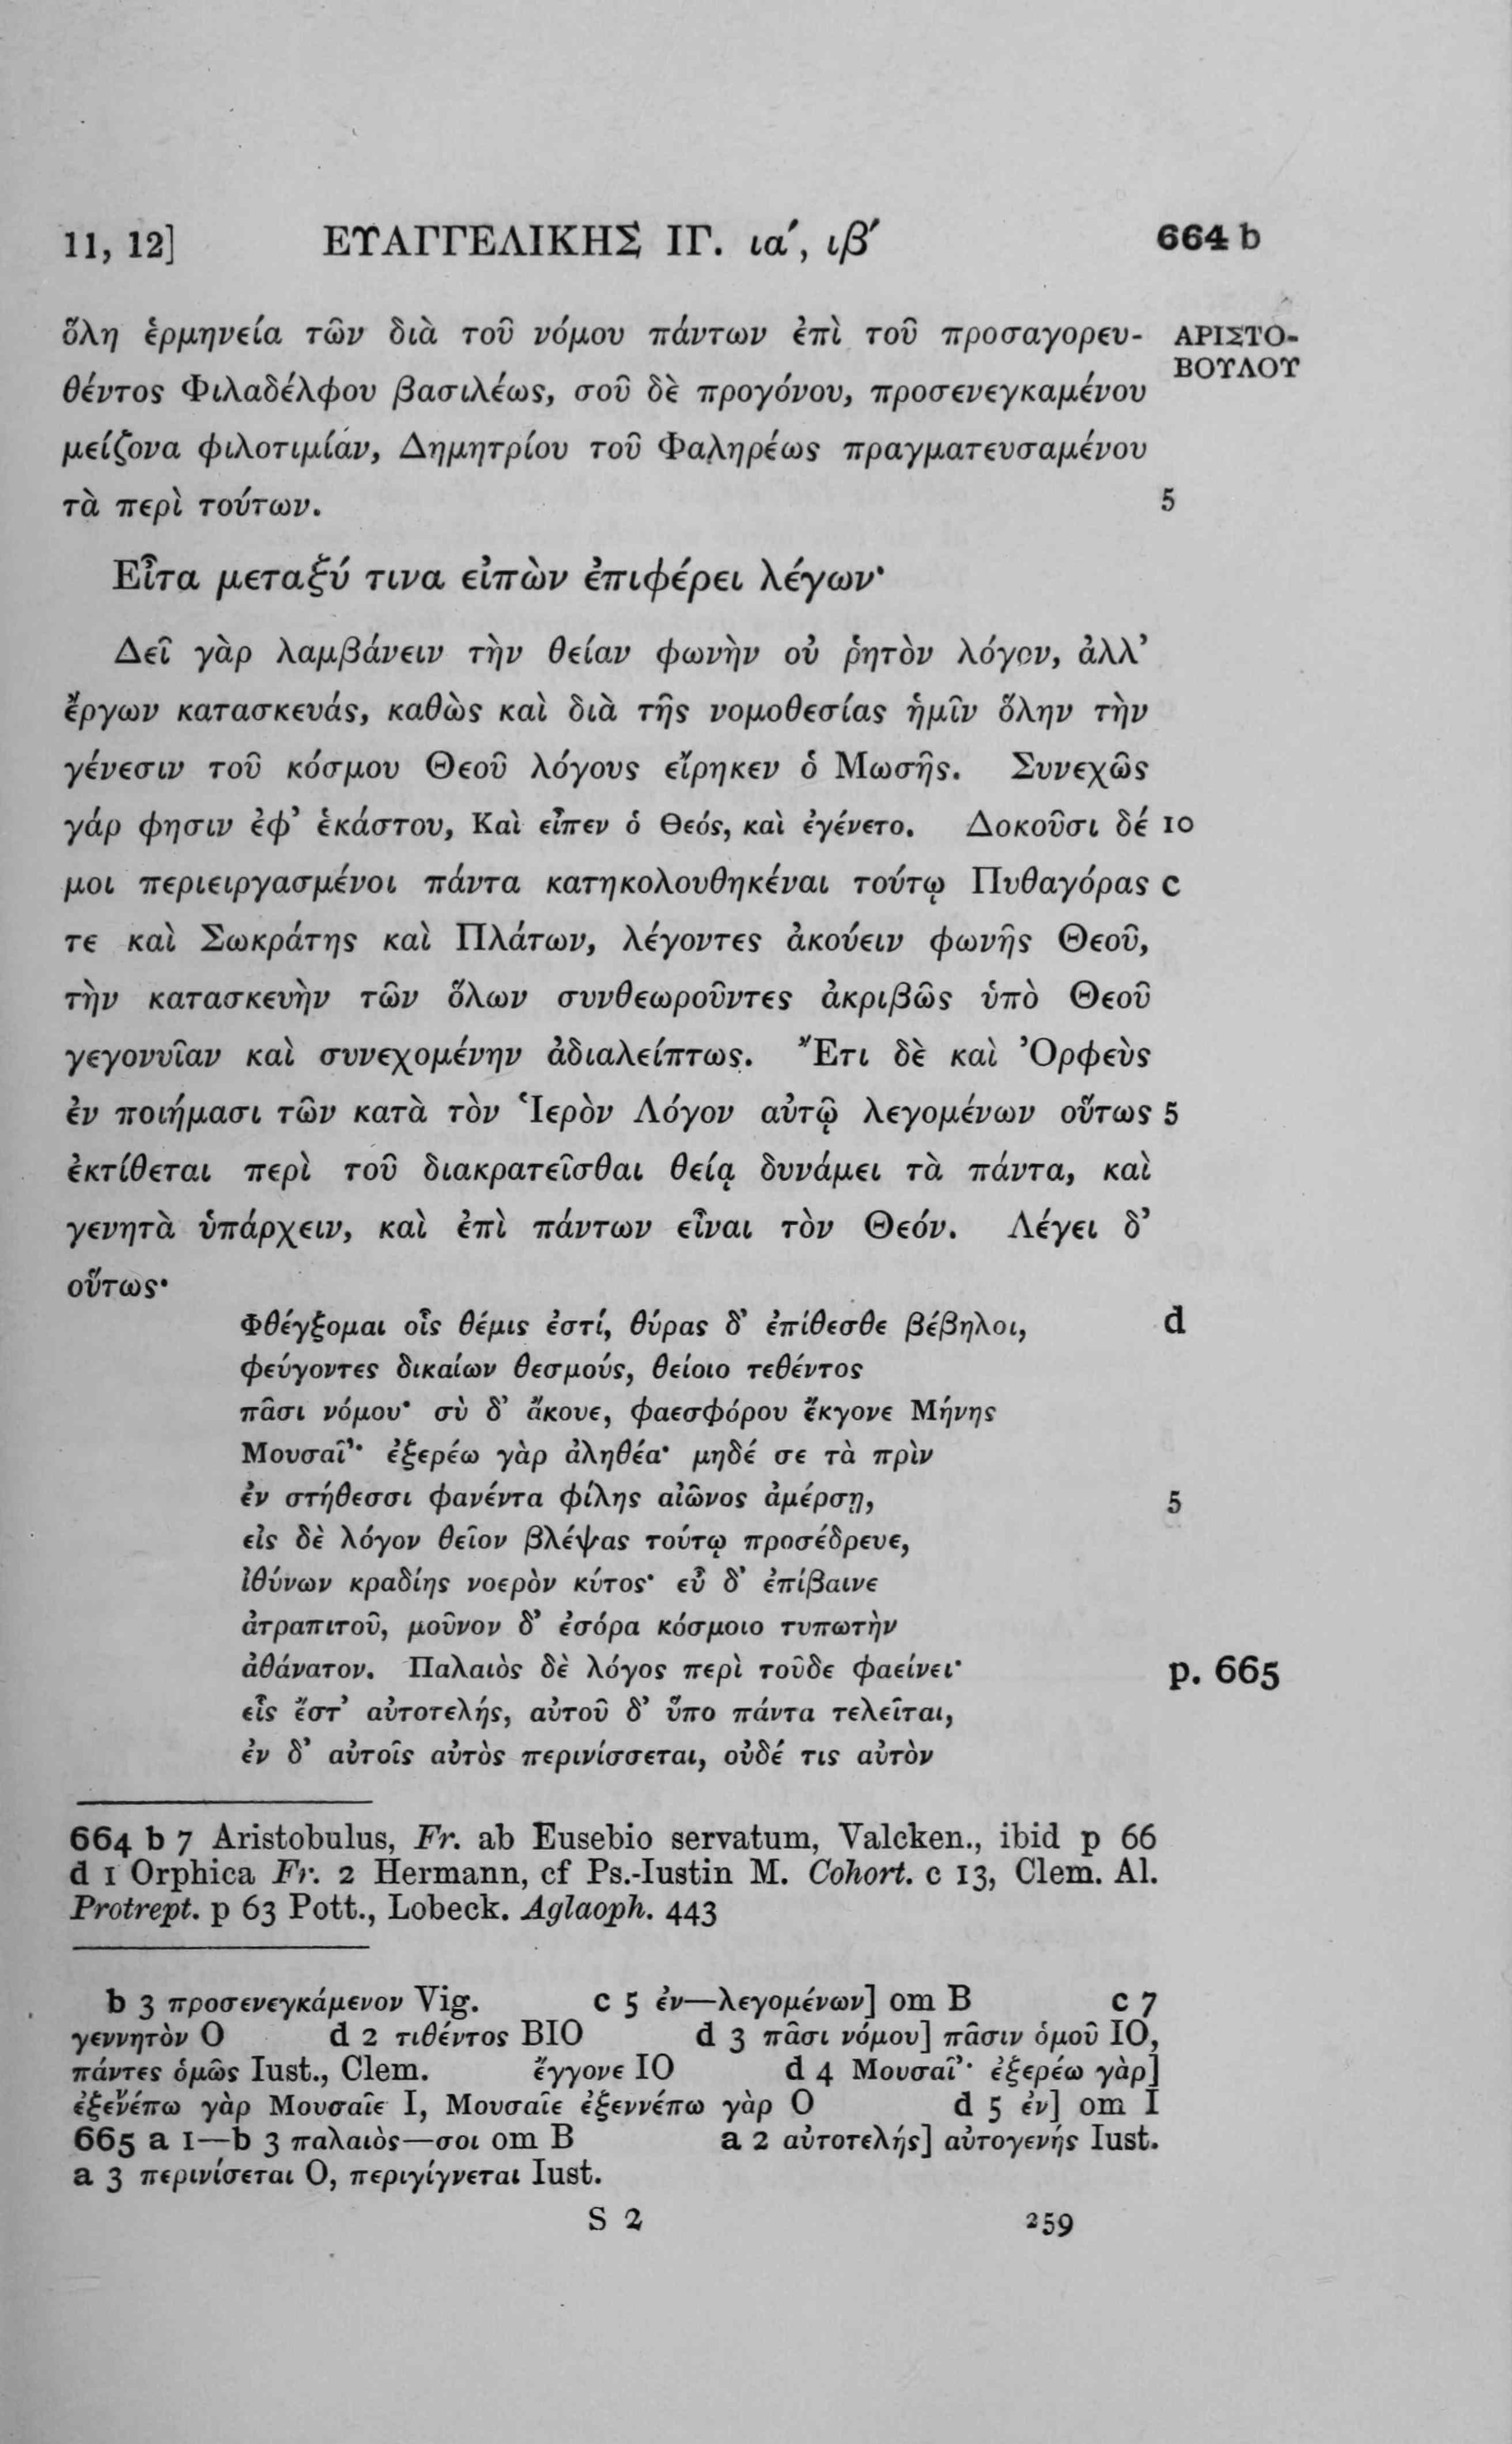 11, 12] ΕΥΑΓΓΕΛΙΚΗΣ ΙΓ. ια΄, ιβ΄ 664 b
ὅλη ἑρμηνεία τῶν διὰ τοῦ νόμου πάντων ἐπὶ τοῦ προσαγορευ- ΑΡΙΣΤΟ-
ΒΟΥΛΟΥ
θέντος Φιλαδέλφου βασιλέως, σοῦ δὲ προγόνου, προσενεγκαμένου
μείζονα φιλοτιμίαν, Δημητρίου τοῦ Φαληρέως πραγματευσαμένου
τὰ περὶ τούτων. 5
Εἶτα μεταξύ τινα εἰπὼν ἐπιφέρει λέγων·
Δεῖ γὰρ λαμβάνειν τὴν θείαν φωνὴν οὐ ῥητὸν λόγον, ἀλλ’
ἔργων κατασκευάς, καθὼς καὶ διὰ τῆς νομοθεσίας ἡμῖν ὅλην τὴν
γένεσιν τοῦ κόσμου Θεοῦ λόγους εἴρηκεν ὁ Μωσῆς. Συνεχῶς
γάρ φησιν ἐφ’ ἑκάστου, Καὶ εἶπεν ὁ Θεός, καὶ ἐγένετο. Δοκοῦσι δέ 10
μοι περιειργασμένοι πάντα κατηκολουθηκέναι τούτῳ Πυθαγόρας c
τε καὶ Σωκράτης καὶ Πλάτων, λέγοντες ἀκούειν φωνῆς Θεοῦ,
τὴν κατασκευὴν τῶν ὅλων συνθεωροῦντες ἀκριβῶς ὑπὸ Θεοῦ
γεγονυῖαν καὶ συνεχομένην ἀδιαλείπτως. Ἔτι δὲ καὶ Ὀρφεὺς
ἐν ποιήμασι τῶν κατὰ τὸν Ἱερὸν Λόγον αὐτῷ λεγομένων οὕτως 5
ἐκτίθεται περὶ τοῦ διακρατεῖσθαι θείᾳ δυνάμει τὰ πάντα, καὶ
γενητὰ ὑπάρχειν, καὶ ἐπὶ πάντων εἶναι τὸν Θεόν. Λέγει δ’
οὕτως·
Φθέγξομαι οἷς θέμις ἐστί, θύρας δ’ ἐπίθεσθε βέβηλοι, d
φεύγοντες δικαίων θεσμούς, θείοιο τεθέντος
πᾶσι νόμου· σὺ δ’ ἄκουε, φαεσφόρου ἔκγονε Μήνης
Μουσαῖ’· ἐξερέω γὰρ ἀληθέα· μηδέ σε τὰ πρὶν
ἐν στήθεσσι φανέντα φίλης αἰῶνος ἀμέρσῃ, 5
εἰς δὲ λόγον θεῖον βλέψας τούτῳ προσέδρευε,
ἰθύνων κραδίης νοερὸν κύτος· εὖ δ’ ἐπίβαινε
ἀτραπιτοῦ, μοῦνον δ’ ἐσόρα κόσμοιο τυπωτὴν
ἀθάνατον. Παλαιὸς δὲ λόγος περὶ τοῦδε φαείνει· p. 665
εἷς ἔστ’ αὐτοτελής, αὐτοῦ δ’ ὕπο πάντα τελεῖται,
ἐν δ’ αὐτοῖς αὐτὸς περινίσσεται, οὐδέ τις αὐτὸν
664 b 7 Aristobulus, Fr. ab Eusebio servatum, Valcken., ibid p 66
d 1 Orphica Fr. 2 Hermann, cf Ps.-Iustin M. Cohort. c 13, Clem. Al.
Protrept. p 63 Pott., Lobeck. Aglaoph. 443
b 3 προσενεγκάμενον Vig. c 5 ἐν—λεγομένων] om B c 7
γεννητὸν O d 2 τιθέντος BIO d 3 πᾶσι νόμου] πᾶσιν ὁμοῦ IO,
πάντες ὁμῶς Iust., Clem. ἔγγονε IO d 4 Μουσαῖ’· ἐξερέω γὰρ]
ἐξενέπω γὰρ Μουσαῖε I, Μουσαῖε ἐξεννέπω γὰρ O d 5 ἐν] om I
665 a 1—b 3 παλαιὸς—σοι om B a 2 αὐτοτελής] αὐτογενής Iust.
a 3 περινίσεται O, περιγίγνεται Iust.
S 2 259